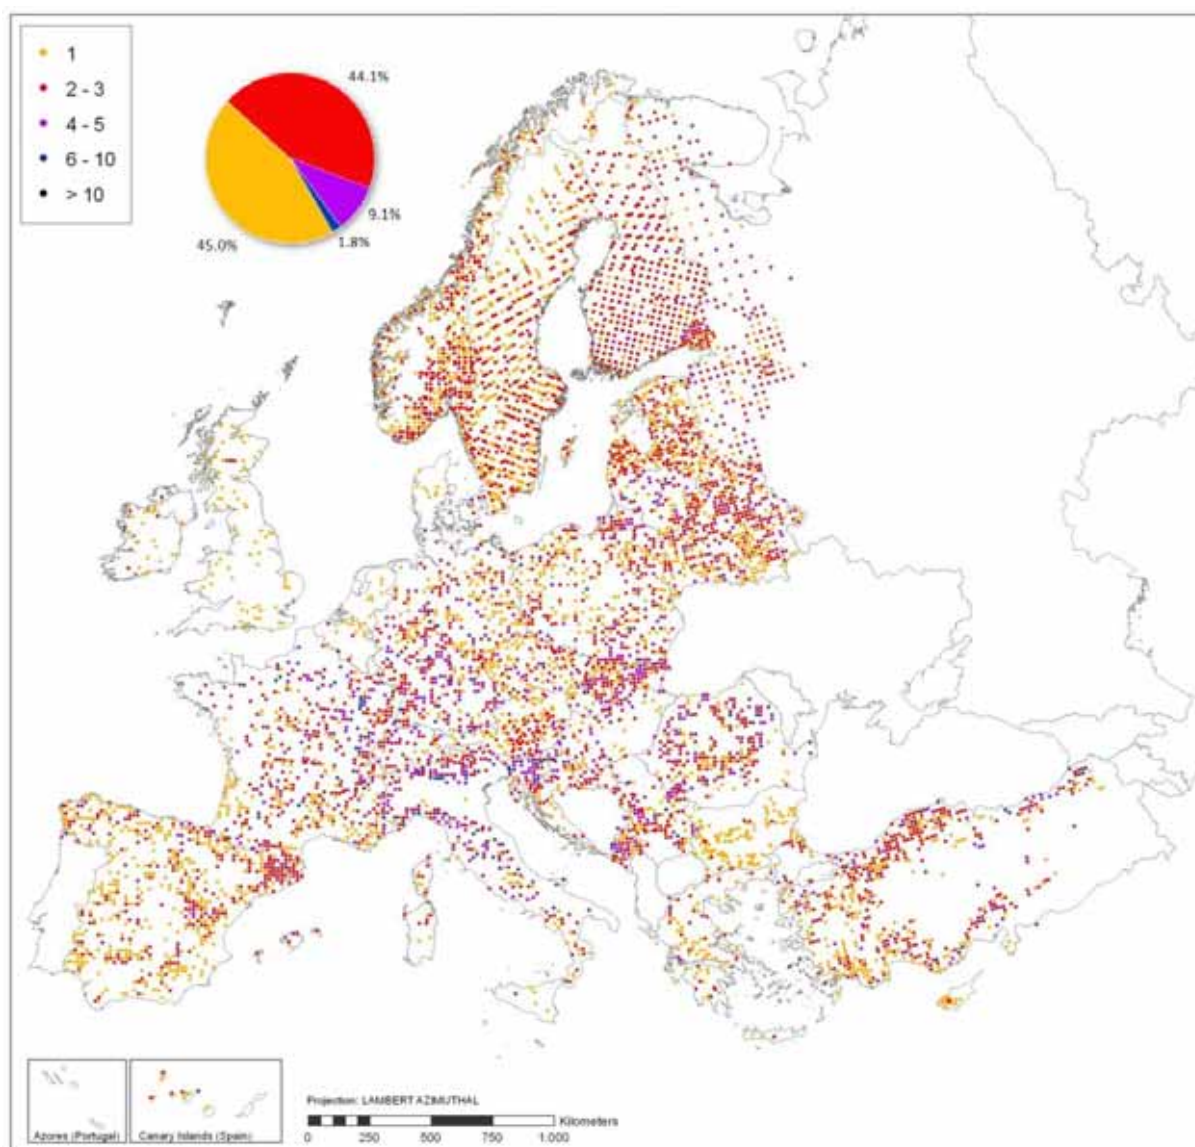 1
2 - 3
4 - 5
6 - 10
> 10
44.1%
9.1%
1.8%
45.0%
Azores (Portugal)
Canary Islands (Spain)
Projection: LAMBERT AZIMUTHAL
Kilometers
0 250 500 750 1.000